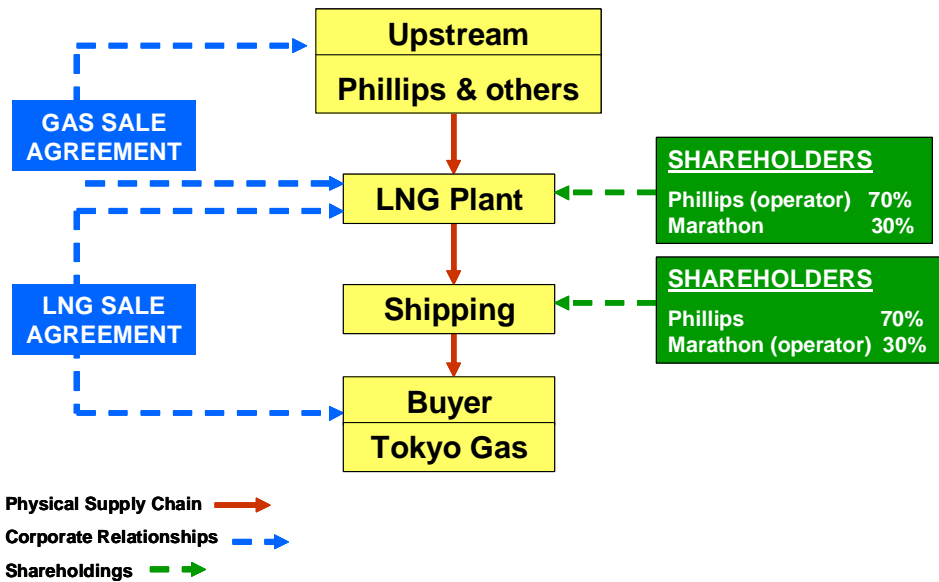 Upstream
Phillips & others
GAS SALE
AGREEMENT
SHAREHOLDERS
Phillips (operator) 70%
Marathon 30%
LNG Plant
SHAREHOLDERS
Phillips 70%
Marathon (operator) 30%
LNG SALE
AGREEMENT
Shipping
Buyer
Tokyo Gas
Physical Supply Chain
Corporate Relationships
Shareholdings